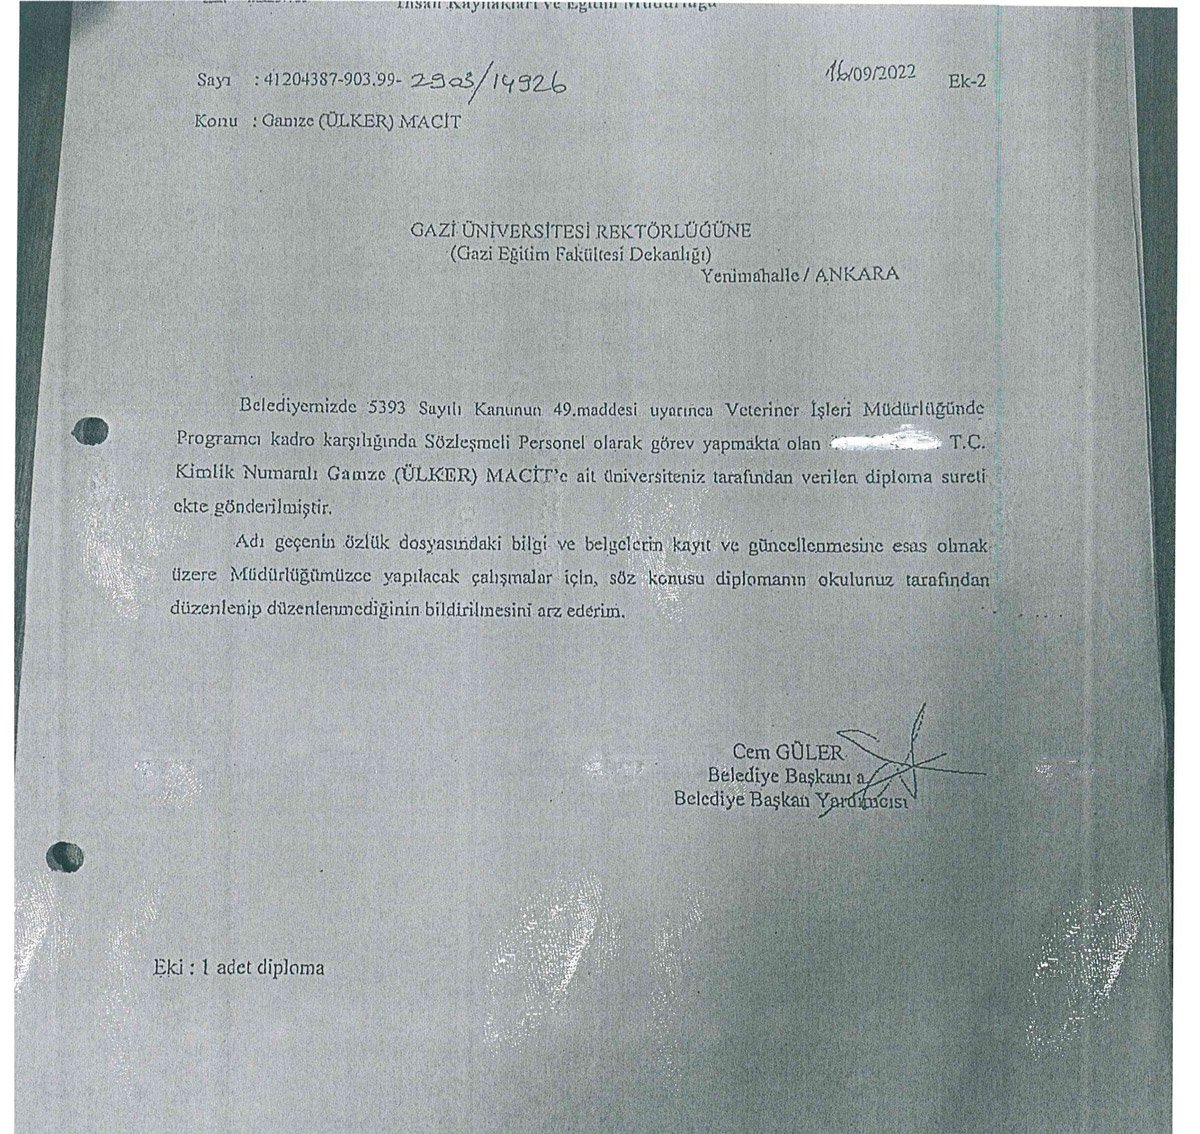 İnsan Kaynakları ve Eğitim Müdürlüğü
Sayı : 41204387-903.99- 2903/14926
16/09/2022
Ek-2
Konu : Gamze (ÜLKER) MACİT
GAZİ ÜNİVERSİTESİ REKTÖRLÜĞÜNE
(Gazi Eğitim Fakültesi Dekanlığı)
Yenimahalle / ANKARA
Belediyemizde 5393 Sayılı Kanunun 49.maddesi uyarınca Veteriner İşleri Müdürlüğünde
Programcı kadro karşılığında Sözleşmeli Personel olarak görev yapmakta olan T.C.
Kimlik Numaralı Gamze (ÜLKER) MACİT'e ait üniversiteniz tarafından verilen diploma sureti
ekte gönderilmiştir.
Adı geçenin özlük dosyasındaki bilgi ve belgelerin kayıt ve güncellenmesine esas olmak
üzere Müdürlüğümüzce yapılacak çalışmalar için, söz konusu diplomanın okulunuz tarafından
düzenlenip düzenlenmediğinin bildirilmesini arz ederim.
Cem GÜLER
Belediye Başkanı a.
Belediye Başkan Yardımcısı
Eki : 1 adet diploma